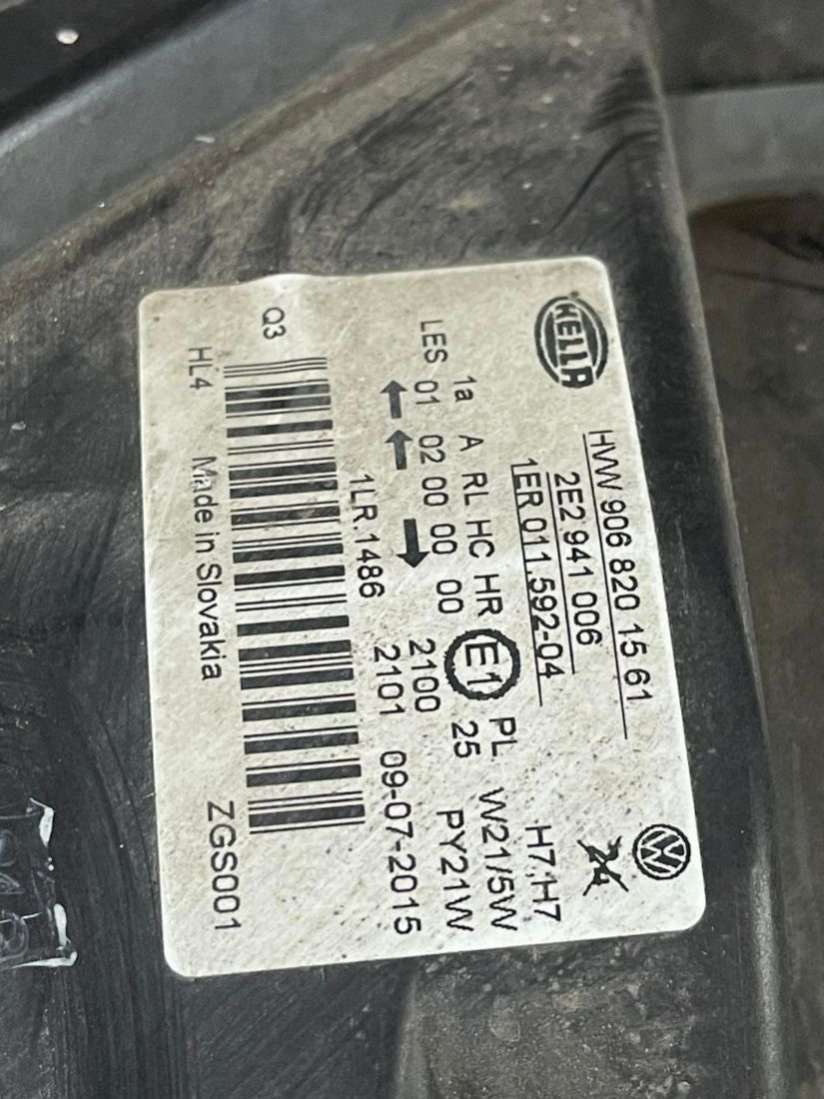 HELLA
HVW 906 820 15 61
2E2 941 006
1ER 011.592-04
H7,H7
1a A RL HC HR E1 PL W21/5W
LES 01 02 00 00 00 25 PY21W
2100
2101 09-07-2015
1LR.1486
Q3
HL4 Made in Slovakia ZGS001